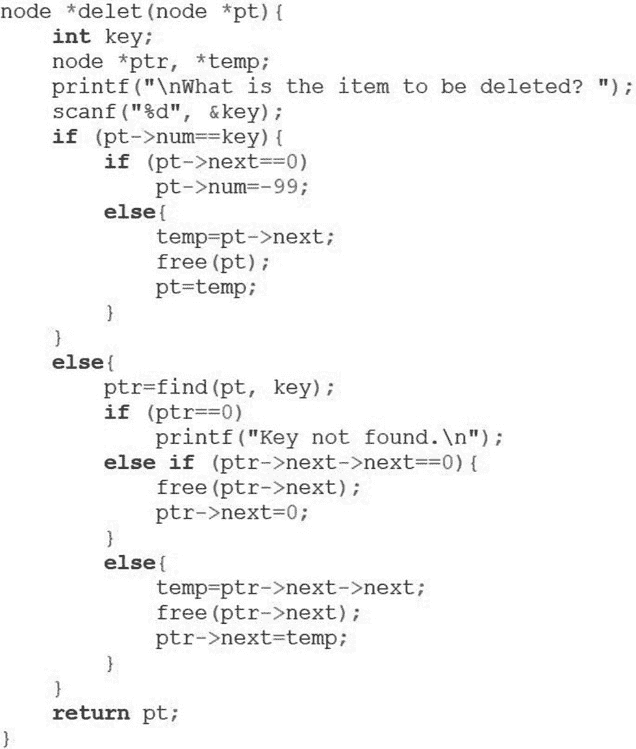 node *delet(node *pt){
    int key;
    node *ptr, *temp;
    printf("\nWhat is the item to be deleted? ");
    scanf("%d", &key);
    if (pt->num==key){
        if (pt->next==0)
            pt->num=-99;
        else{
            temp=pt->next;
            free(pt);
            pt=temp;
        }
    }
    else{
        ptr=find(pt, key);
        if (ptr==0)
            printf("Key not found.\n");
        else if (ptr->next->next==0){
            free(ptr->next);
            ptr->next=0;
        }
        else{
            temp=ptr->next->next;
            free(ptr->next);
            ptr->next=temp;
        }
    }
    return pt;
}